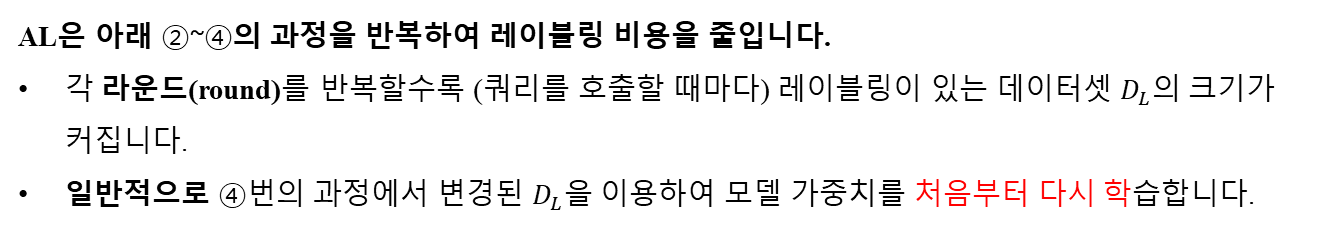 AL은 아래 ②~④의 과정을 반복하여 레이블링 비용을 줄입니다.
• 각 라운드(round)를 반복할수록 (쿼리를 호출할 때마다) 레이블링이 있는 데이터셋 D_L의 크기가
커집니다.
• 일반적으로 ④번의 과정에서 변경된 D_L을 이용하여 모델 가중치를 처음부터 다시 학습합니다.